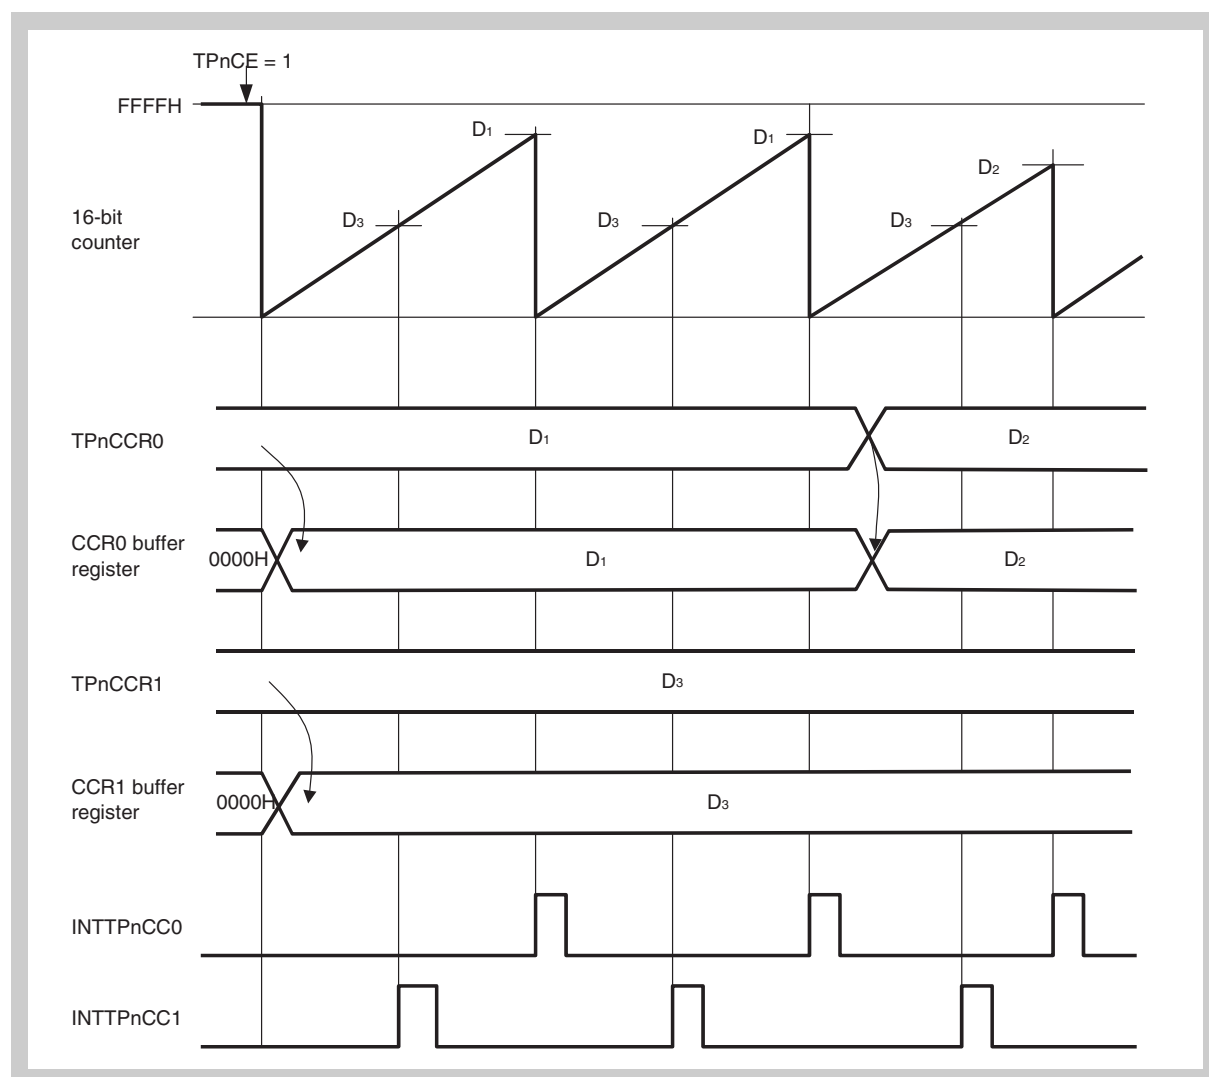 TPnCE = 1
FFFFH
D1
D1
D2
16-bit
counter
D3
D3
D3
TPnCCR0
D1
D2
CCR0 buffer
register
0000H
D1
D2
TPnCCR1
D3
CCR1 buffer
register
0000H
D3
INTTPnCC0
INTTPnCC1